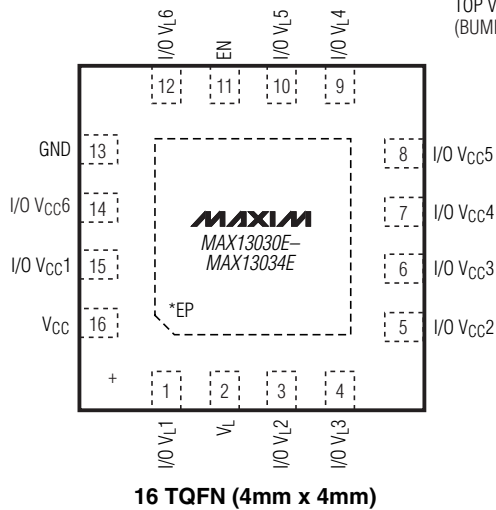 TOP V
(BUMI
I/O VL6
EN
I/O VL5
I/O VL4
12
11
10
9
GND
13
8
I/O VCC5
I/O VCC6
14
7
I/O VCC4
MAXIM
MAX13030E–
MAX13034E
I/O VCC1
15
6
I/O VCC3
VCC
16
*EP
5
I/O VCC2
+
1
2
3
4
I/O VL1
VL
I/O VL2
I/O VL3
16 TQFN (4mm x 4mm)